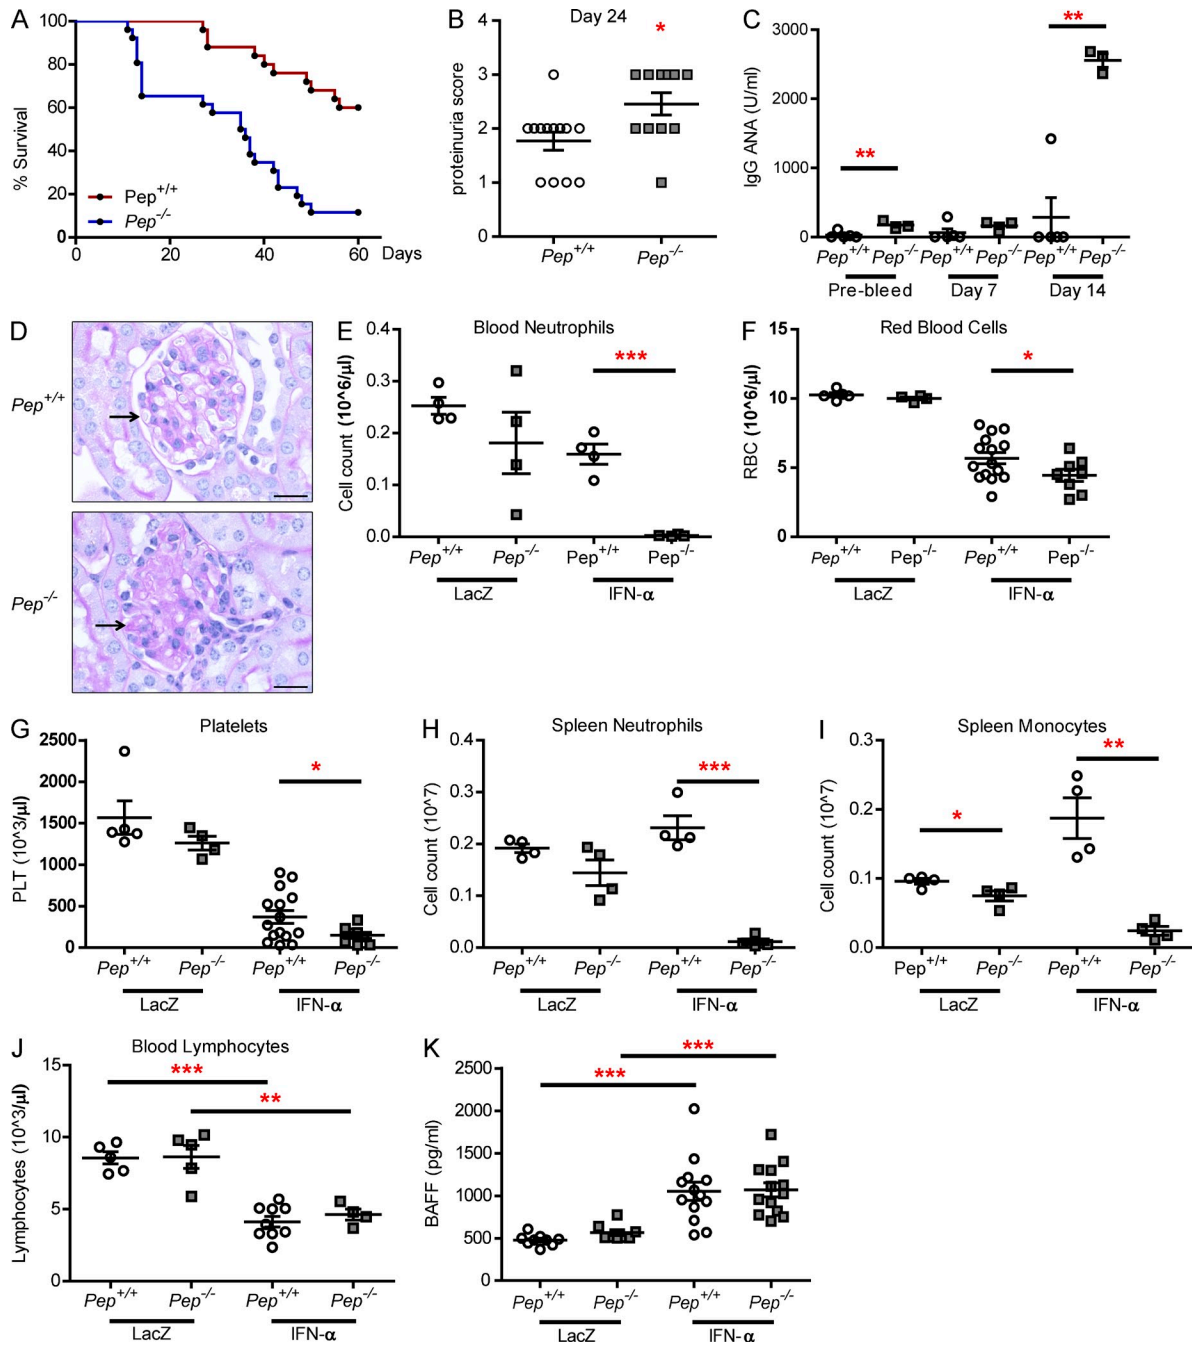 A
100
80
60
40
20
0
% Survival
Pep+/+
Pep-/-
0 20 40 60 Days
B
Day 24
*
4
3
2
1
0
proteinuria score
Pep+/+ Pep-/-
C
3000
2000
1000
0
IgG ANA (U/ml)
**
**
Pep+/+ Pep-/- Pep+/+ Pep-/- Pep+/+ Pep-/-
Pre-bleed Day 7 Day 14
D
Pep+/+
Pep-/-
E
Blood Neutrophils
***
0.4
0.3
0.2
0.1
0.0
Cell count (10^6/µl)
Pep+/+ Pep-/- Pep+/+ Pep-/-
LacZ IFN-α
F
Red Blood Cells
*
15
10
5
0
RBC (10^6/µl)
Pep+/+ Pep-/- Pep+/+ Pep-/-
LacZ IFN-α
G
Platelets
*
2500
2000
1500
1000
500
0
PLT (10^3/µl)
Pep+/+ Pep-/- Pep+/+ Pep-/-
LacZ IFN-α
H
Spleen Neutrophils
***
0.4
0.3
0.2
0.1
0.0
Cell count (10^7)
Pep+/+ Pep-/- Pep+/+ Pep-/-
LacZ IFN-α
I
Spleen Monocytes
*
**
0.3
0.2
0.1
0.0
Cell count (10^7)
Pep+/+ Pep-/- Pep+/+ Pep-/-
LacZ IFN-α
J
Blood Lymphocytes
***
**
15
10
5
0
Lymphocytes (10^3/µl)
Pep+/+ Pep-/- Pep+/+ Pep-/-
LacZ IFN-α
K
***
***
2500
2000
1500
1000
500
0
BAFF (pg/ml)
Pep+/+ Pep-/- Pep+/+ Pep-/-
LacZ IFN-α